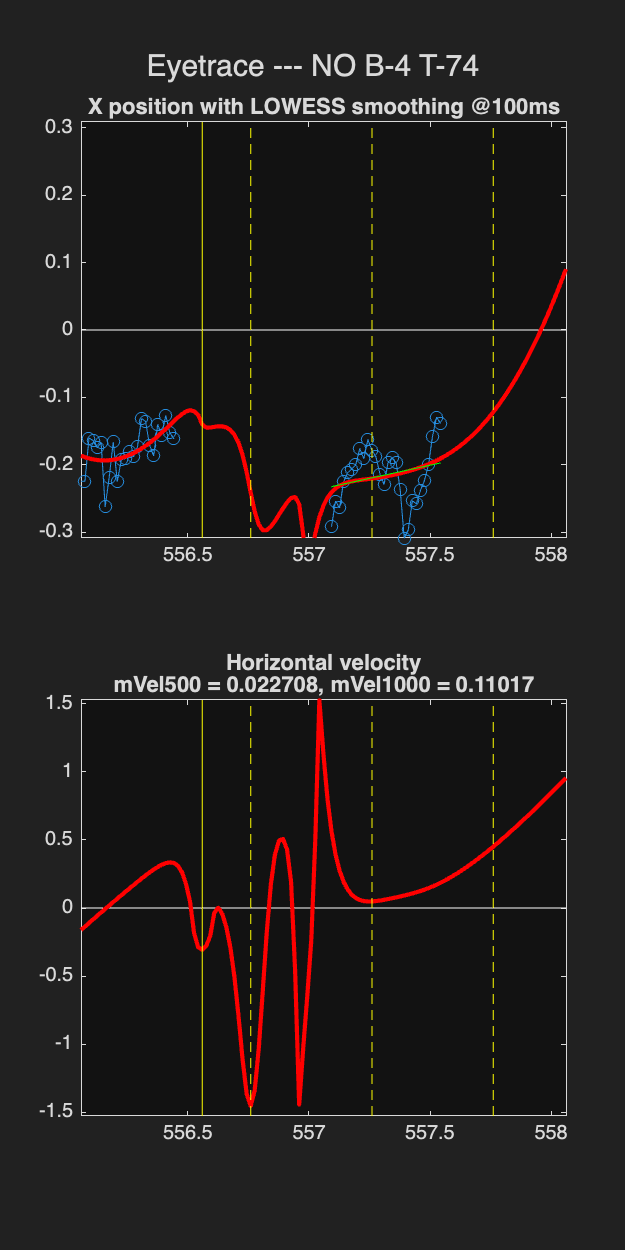 Eyetrace --- NO B-4 T-74
X position with LOWESS smoothing @100ms
0.3
0.2
0.1
0
-0.1
-0.2
-0.3
556.5 557 557.5 558
Horizontal velocity
mVel500 = 0.022708, mVel1000 = 0.11017
1.5
1
0.5
0
-0.5
-1
-1.5
556.5 557 557.5 558